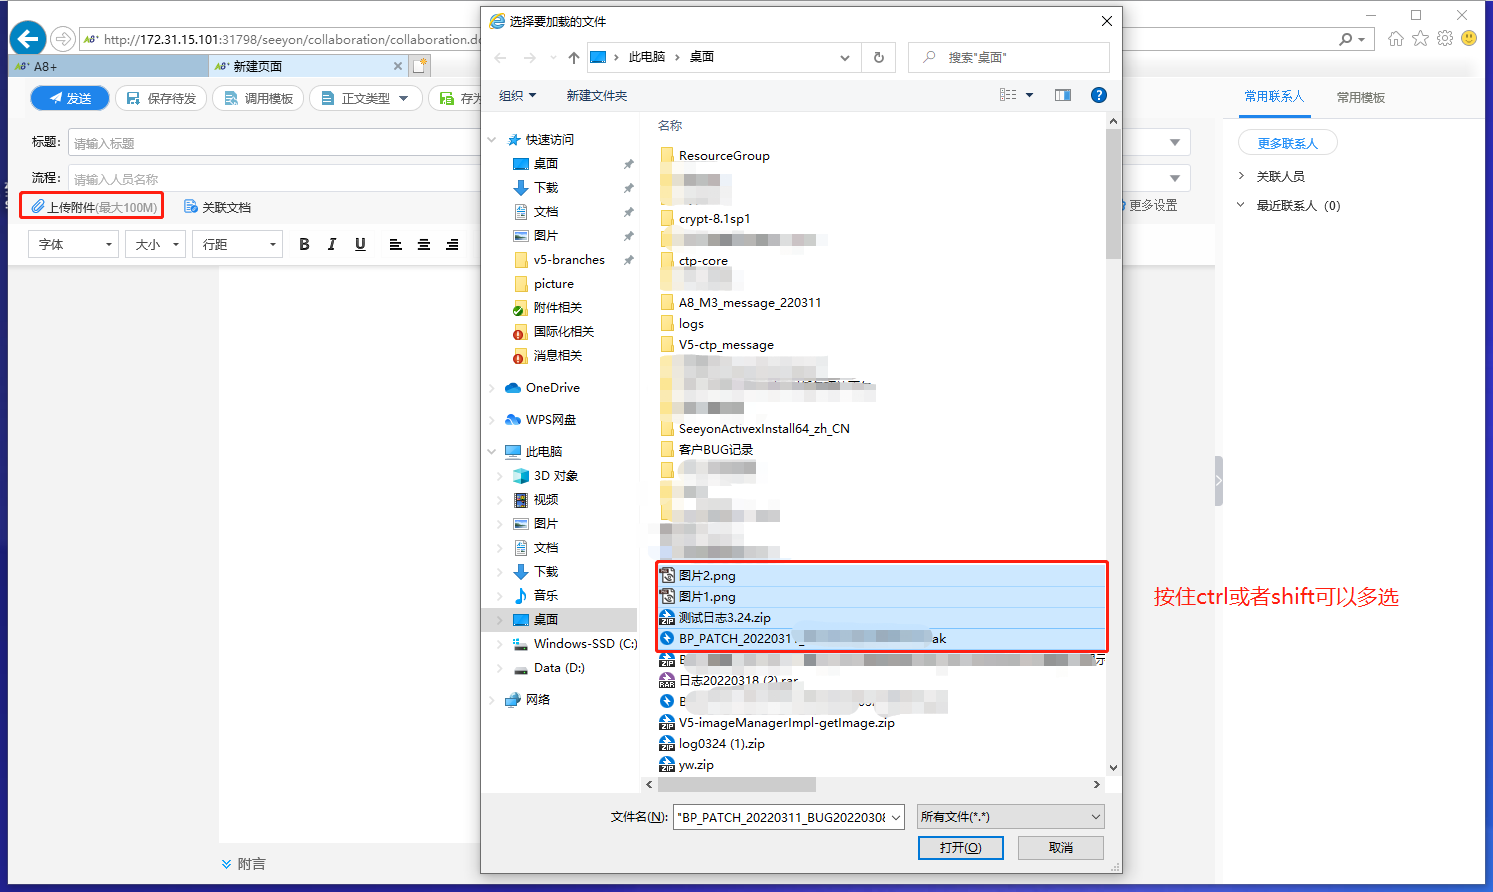 选择要加载的文件
http://172.31.15.101:31798/seeyon/collaboration/collaboration.do
此电脑 › 桌面
搜索"桌面"
A8+
新建页面
组织
新建文件夹
发送
保存待发
调用模板
正文类型
存为
常用联系人
常用模板
标题:
请输入标题
更多联系人
流程:
请输入人员名称
关联人员
上传附件(最大100M)
关联文档
更多设置
最近联系人 (0)
字体
大小
行距
B
I
U
快速访问
桌面
下载
文档
图片
v5-branches
picture
附件相关
国际化相关
消息相关
OneDrive
WPS网盘
此电脑
3D 对象
视频
图片
文档
下载
音乐
桌面
Windows-SSD (C:)
Data (D:)
网络
名称
ResourceGroup
crypt-8.1sp1
ctp-core
A8_M3_message_220311
logs
V5-ctp_message
SeeyonActivexInstall64_zh_CN
客户BUG记录
图片2.png
图片1.png
测试日志3.24.zip
BP_PATCH_20220311_
ak
日志20220318 (2).rar
V5-imageManagerImpl-getImage.zip
log0324 (1).zip
yw.zip
按住ctrl或者shift可以多选
文件名(N):
"BP_PATCH_20220311_BUG20220308
所有文件(*.*)
打开(O)
取消
附言